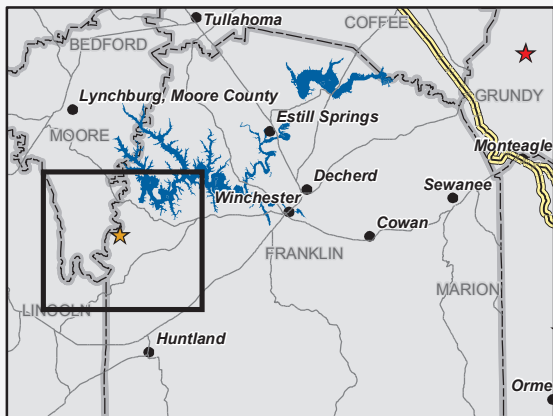 COFFEE
Tullahoma
BEDFORD
GRUNDY
Lynchburg, Moore County
Estill Springs
MOORE
Monteagle
Decherd
Sewanee
Winchester
Cowan
FRANKLIN
MARION
LINCOLN
Huntland
Orme